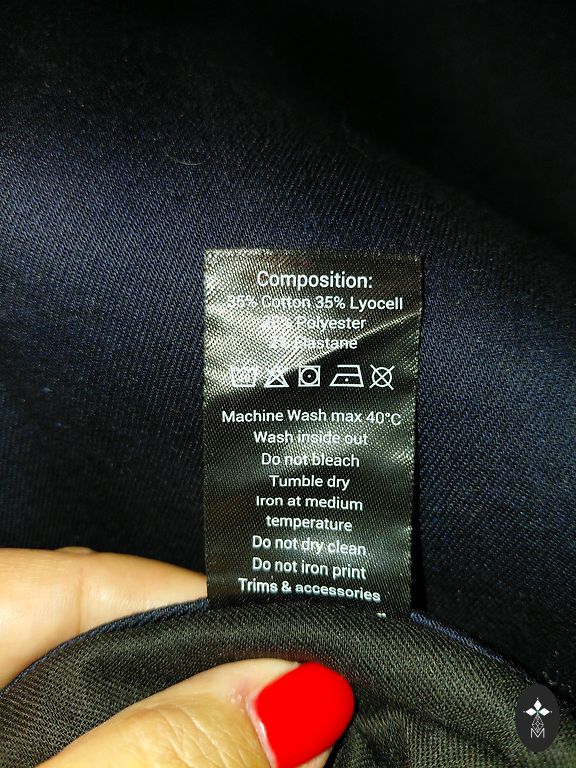 Composition:
35% Cotton 35% Lyocell
Polyester
Elastane
Machine Wash max 40°C
Wash inside out
Do not bleach
Tumble dry
Iron at medium
temperature
Do not dry clean
Do not iron print
Trims & accessories
M